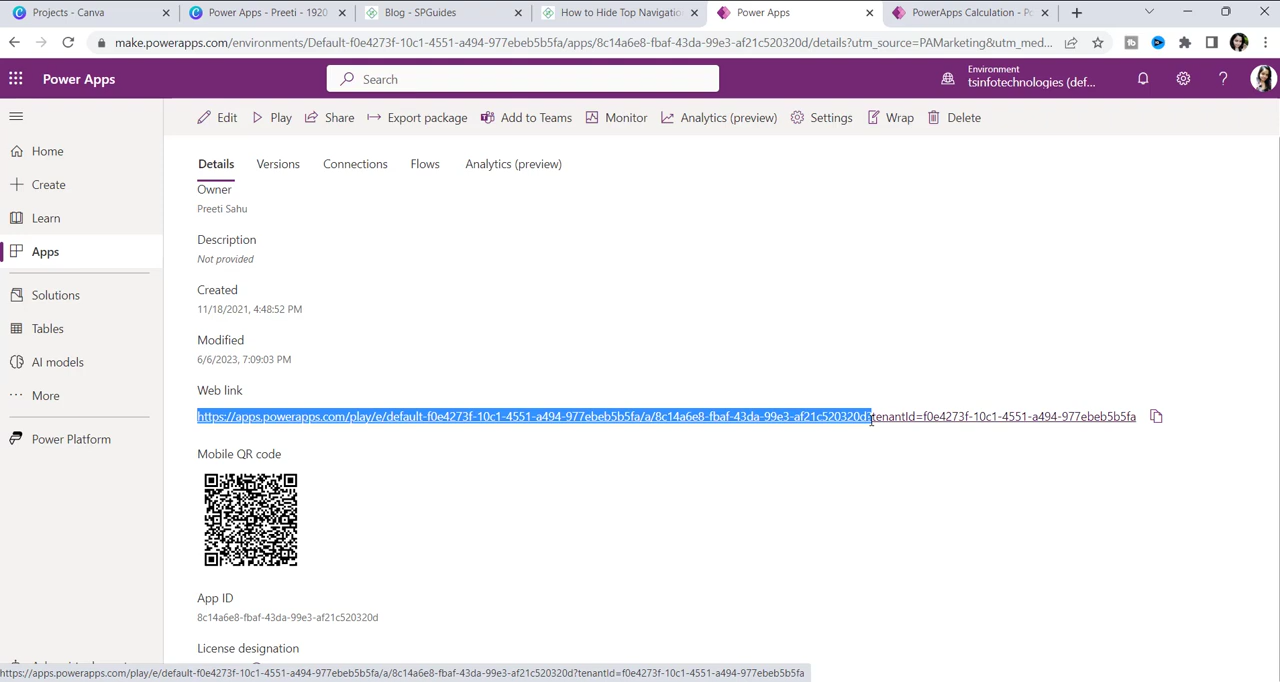 Projects - Canva
Power Apps - Preeti - 1920
Blog - SPGuides
How to Hide Top Navigatio
Power Apps
PowerApps Calculation - Po
make.powerapps.com/environments/Default-f0e4273f-10c1-4551-a494-977ebeb5b5fa/apps/8c14a6e8-fbaf-43da-99e3-af21c520320d/details?utm_source=PAMarketing&utm_med...
Power Apps
Search
Environment
tsinfotechnologies (def...
Edit
Play
Share
Export package
Add to Teams
Monitor
Analytics (preview)
Settings
Wrap
Delete
Home
Create
Learn
Apps
Solutions
Tables
AI models
More
Power Platform
Details
Versions
Connections
Flows
Analytics (preview)
Owner
Preeti Sahu
Description
Not provided
Created
11/18/2021, 4:48:52 PM
Modified
6/6/2023, 7:09:03 PM
Web link
https://apps.powerapps.com/play/e/default-f0e4273f-10c1-4551-a494-977ebeb5b5fa/a/8c14a6e8-fbaf-43da-99e3-af21c520320d?tenantId=f0e4273f-10c1-4551-a494-977ebeb5b5fa
Mobile QR code
App ID
8c14a6e8-fbaf-43da-99e3-af21c520320d
License designation
https://apps.powerapps.com/play/e/default-f0e4273f-10c1-4551-a494-977ebeb5b5fa/a/8c14a6e8-fbaf-43da-99e3-af21c520320d?tenantId=f0e4273f-10c1-4551-a494-977ebeb5b5fa